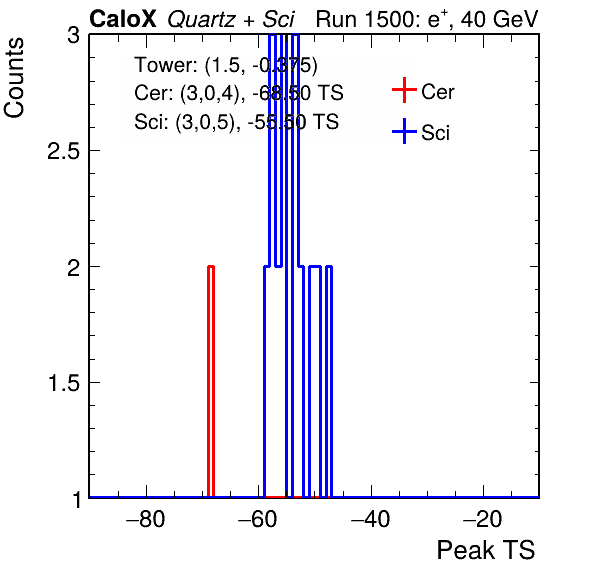 CaloX Quartz + Sci Run 1500: e⁺, 40 GeV
Counts
Tower: (1.5, -0.375)
Cer: (3,0,4), -68.50 TS
Sci: (3,0,5), -55.50 TS
Cer
Sci
3
2.5
2
1.5
1
−80 −60 −40 −20
Peak TS